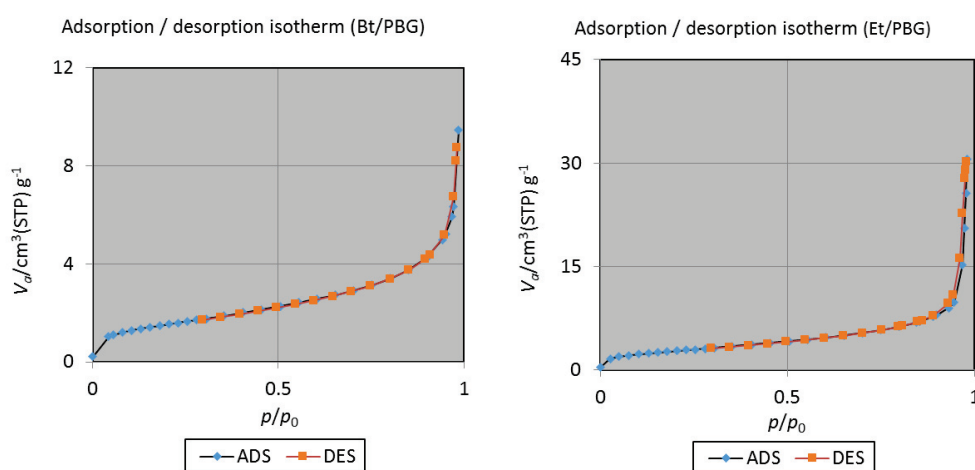 Adsorption / desorption isotherm (Bt/PBG)
12
8
4
0
Vₐ/cm³(STP) g⁻¹
0
0.5
1
p/p₀
ADS
DES
Adsorption / desorption isotherm (Et/PBG)
45
30
15
0
Vₐ/cm³(STP) g⁻¹
0
0.5
1
p/p₀
ADS
DES